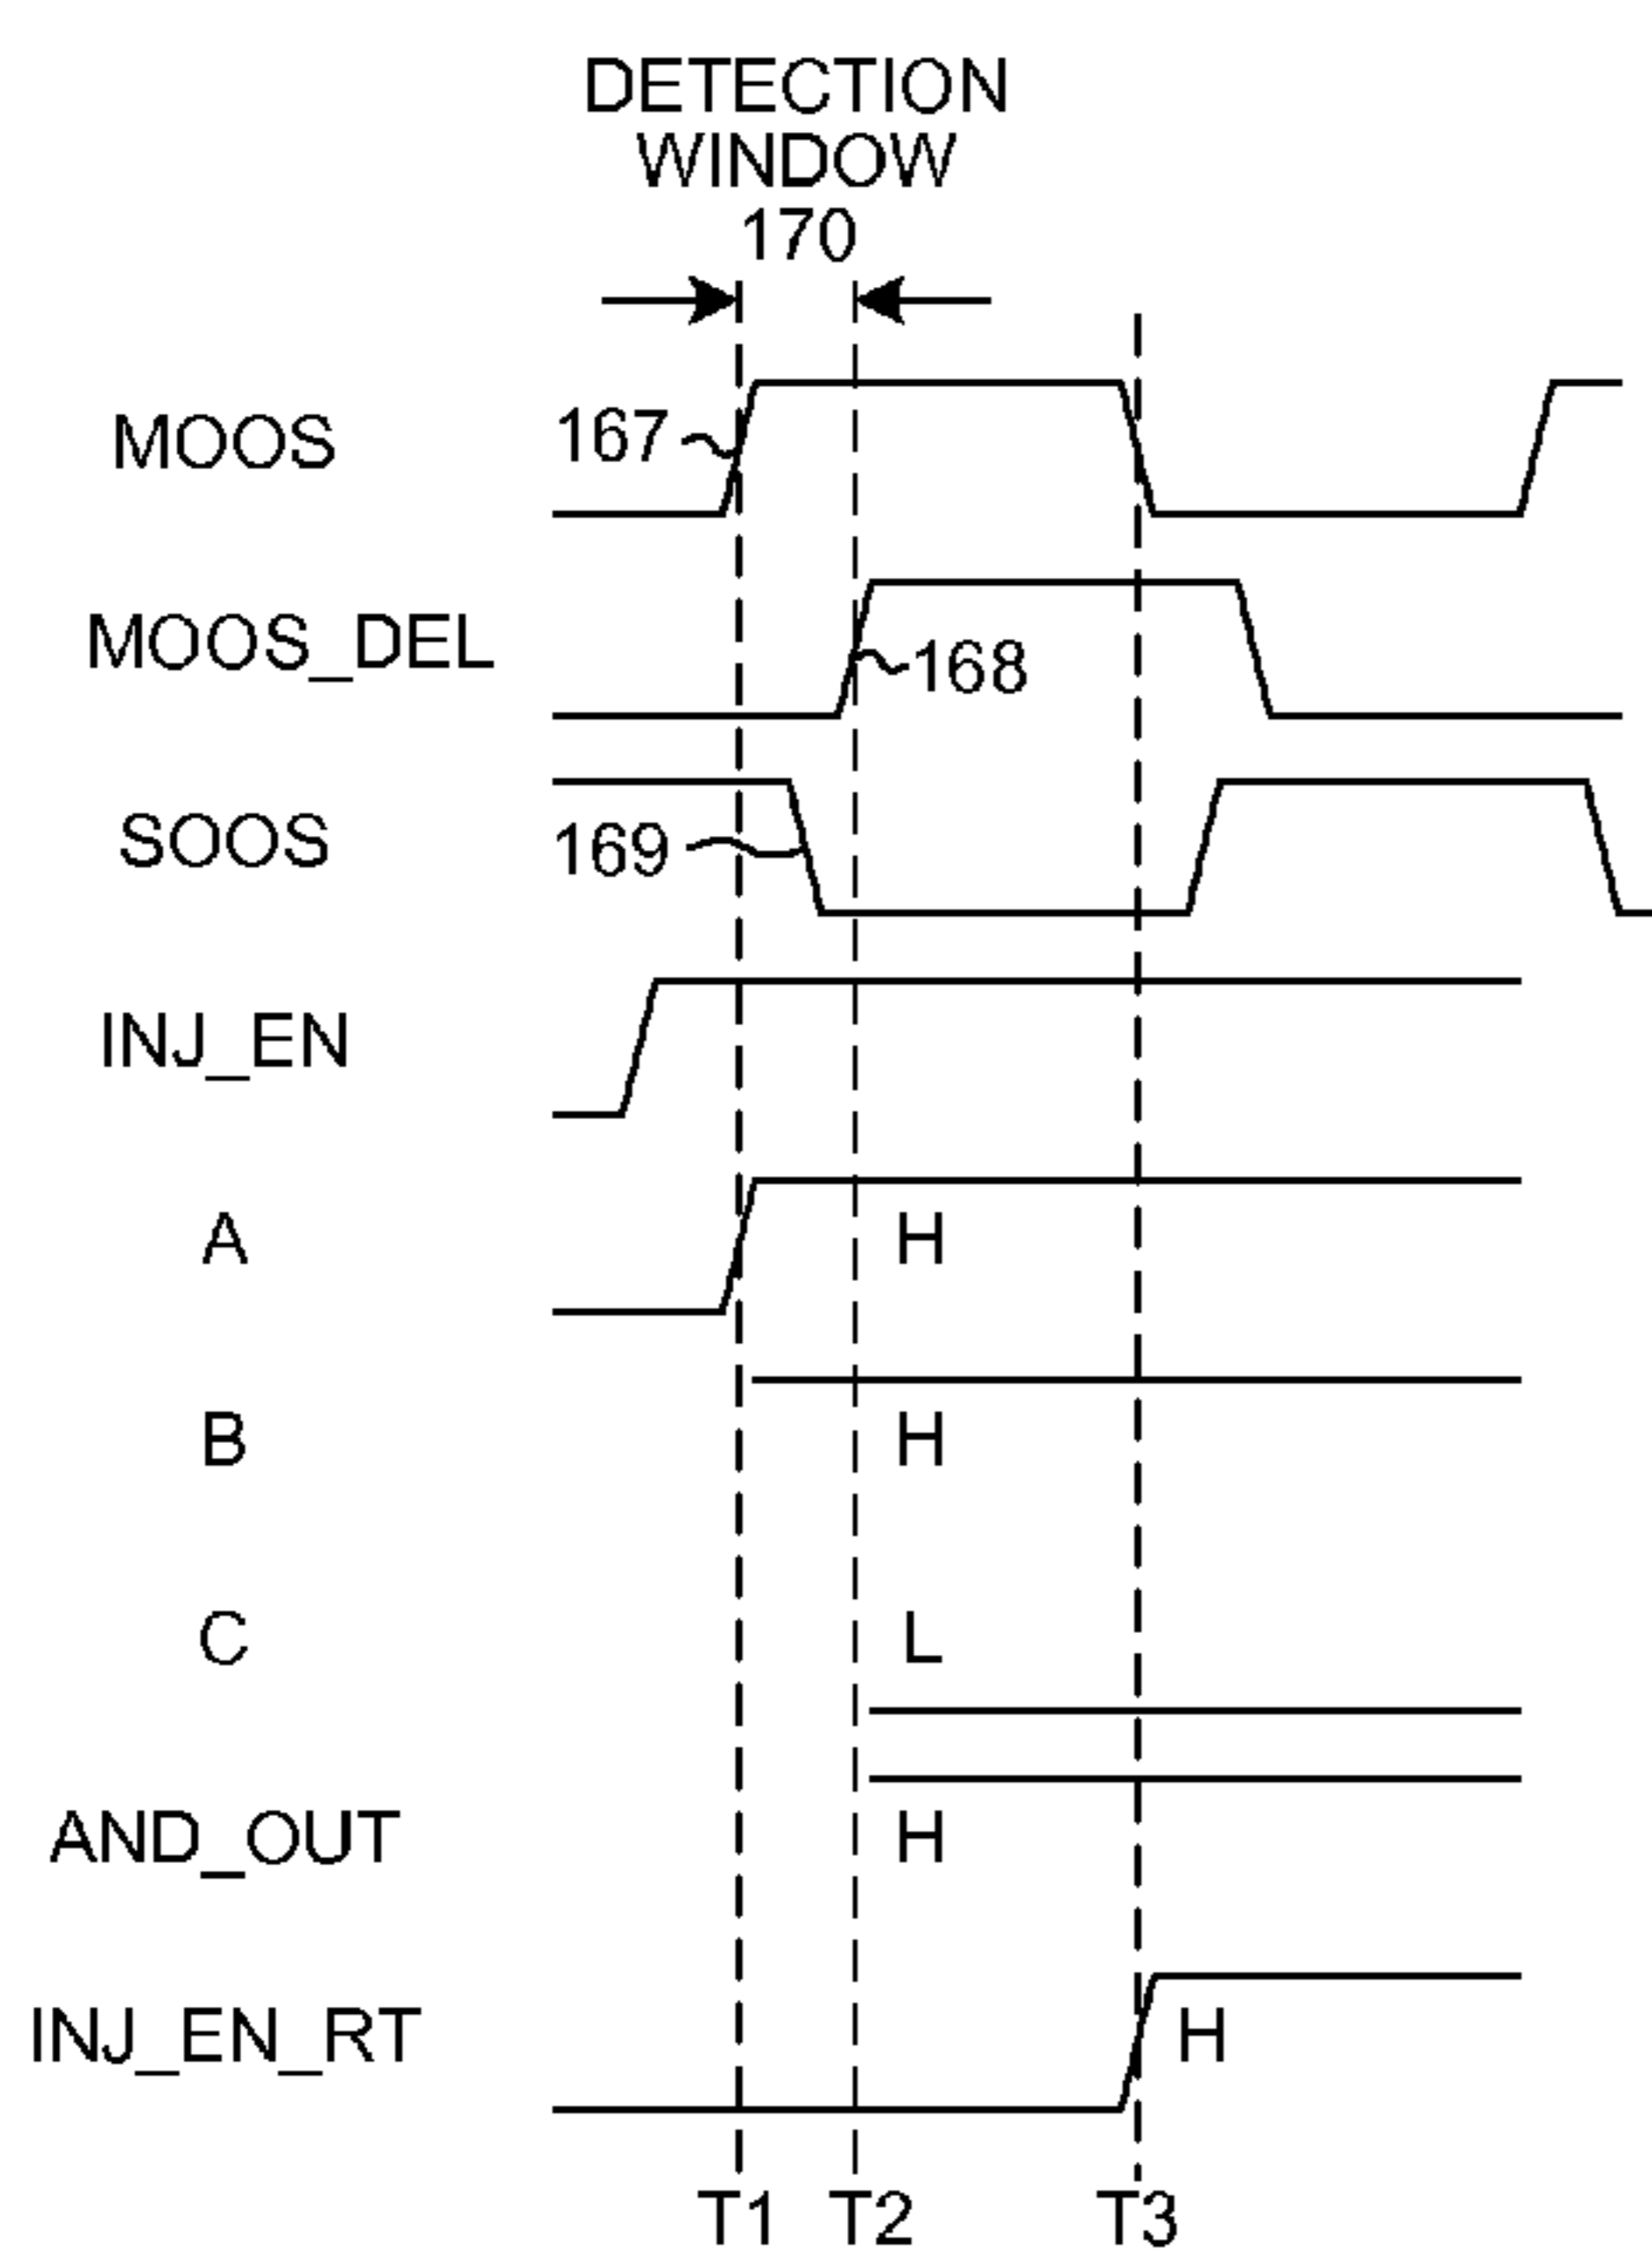 DETECTION
WINDOW
170
MOOS
167
MOOS_DEL
168
SOOS
169
INJ_EN
A
H
B
H
C
L
AND_OUT
H
INJ_EN_RT
H
T1
T2
T3